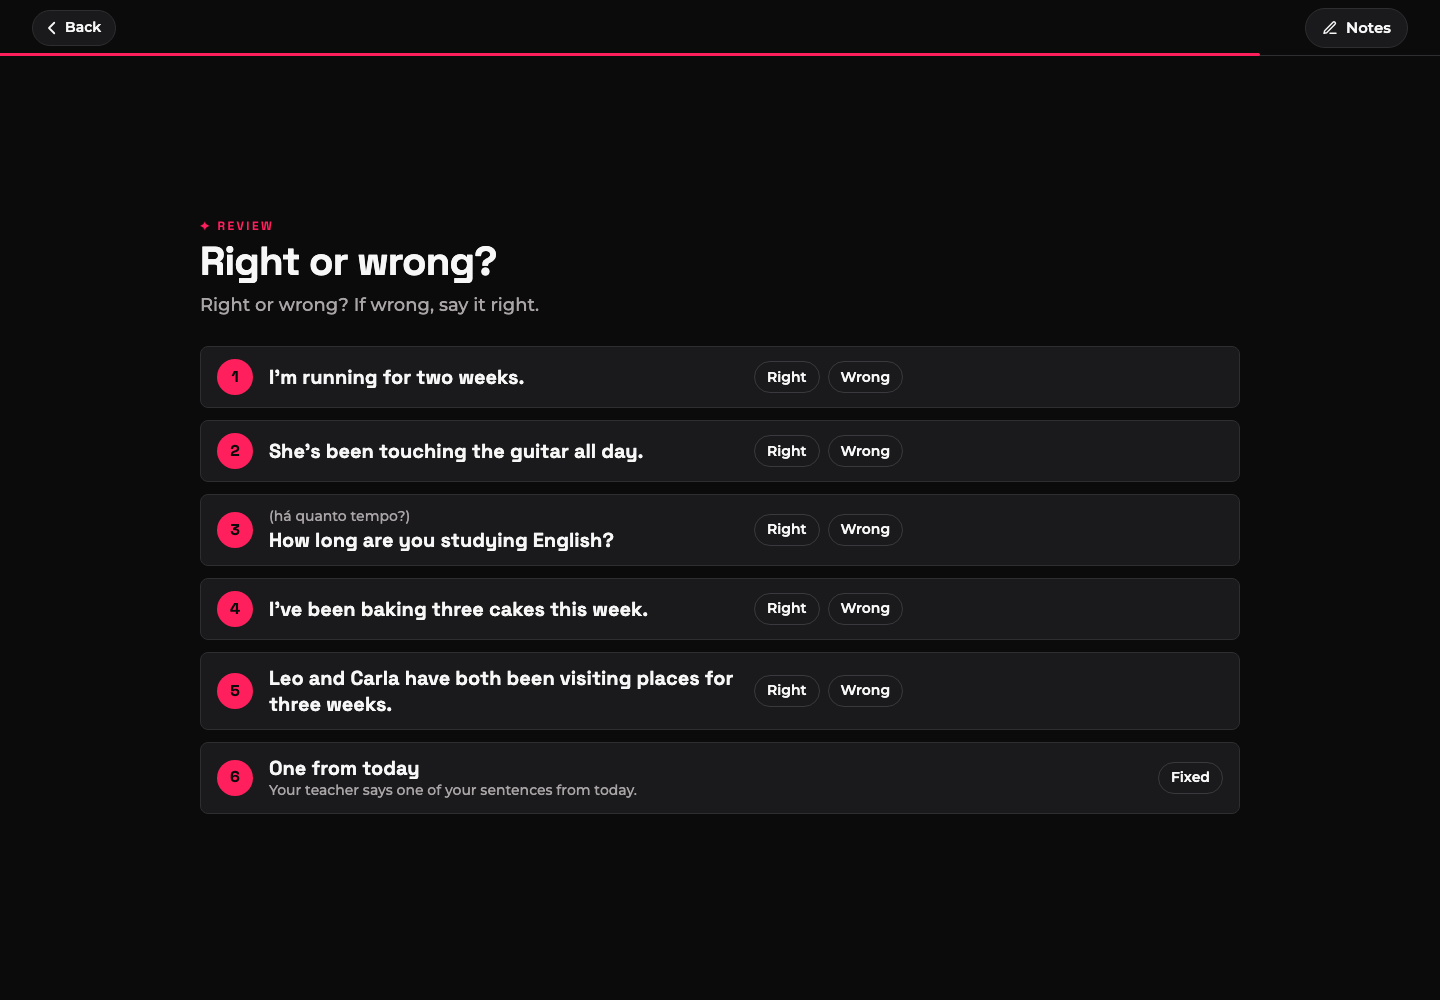 Back
Notes
✦ REVIEW
Right or wrong?
Right or wrong? If wrong, say it right.
1 I’m running for two weeks. Right Wrong
2 She’s been touching the guitar all day. Right Wrong
(há quanto tempo?)
3 How long are you studying English? Right Wrong
4 I’ve been baking three cakes this week. Right Wrong
5 Leo and Carla have both been visiting places for
three weeks. Right Wrong
6 One from today
Your teacher says one of your sentences from today. Fixed